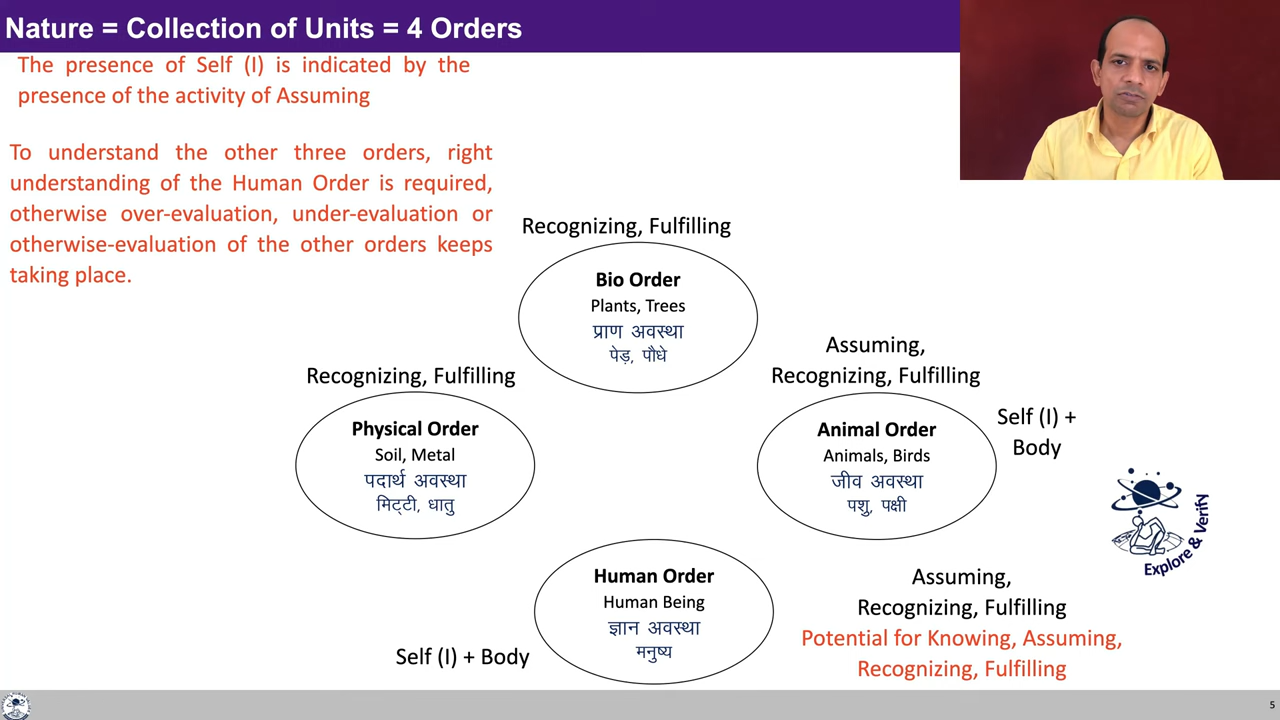 Nature = Collection of Units = 4 Orders
The presence of Self (I) is indicated by the
presence of the activity of Assuming
To understand the other three orders, right
understanding of the Human Order is required,
otherwise over-evaluation, under-evaluation or
otherwise-evaluation of the other orders keeps
taking place.
Recognizing, Fulfilling
Bio Order
Plants, Trees
प्राण अवस्था
पेड़, पौधे
Recognizing, Fulfilling
Physical Order
Soil, Metal
पदार्थ अवस्था
मिट्टी, धातु
Assuming,
Recognizing, Fulfilling
Animal Order
Animals, Birds
जीव अवस्था
पशु, पक्षी
Self (I) +
Body
Explore & Verify
Human Order
Human Being
ज्ञान अवस्था
मनुष्य
Self (I) + Body
Assuming,
Recognizing, Fulfilling
Potential for Knowing, Assuming,
Recognizing, Fulfilling
5